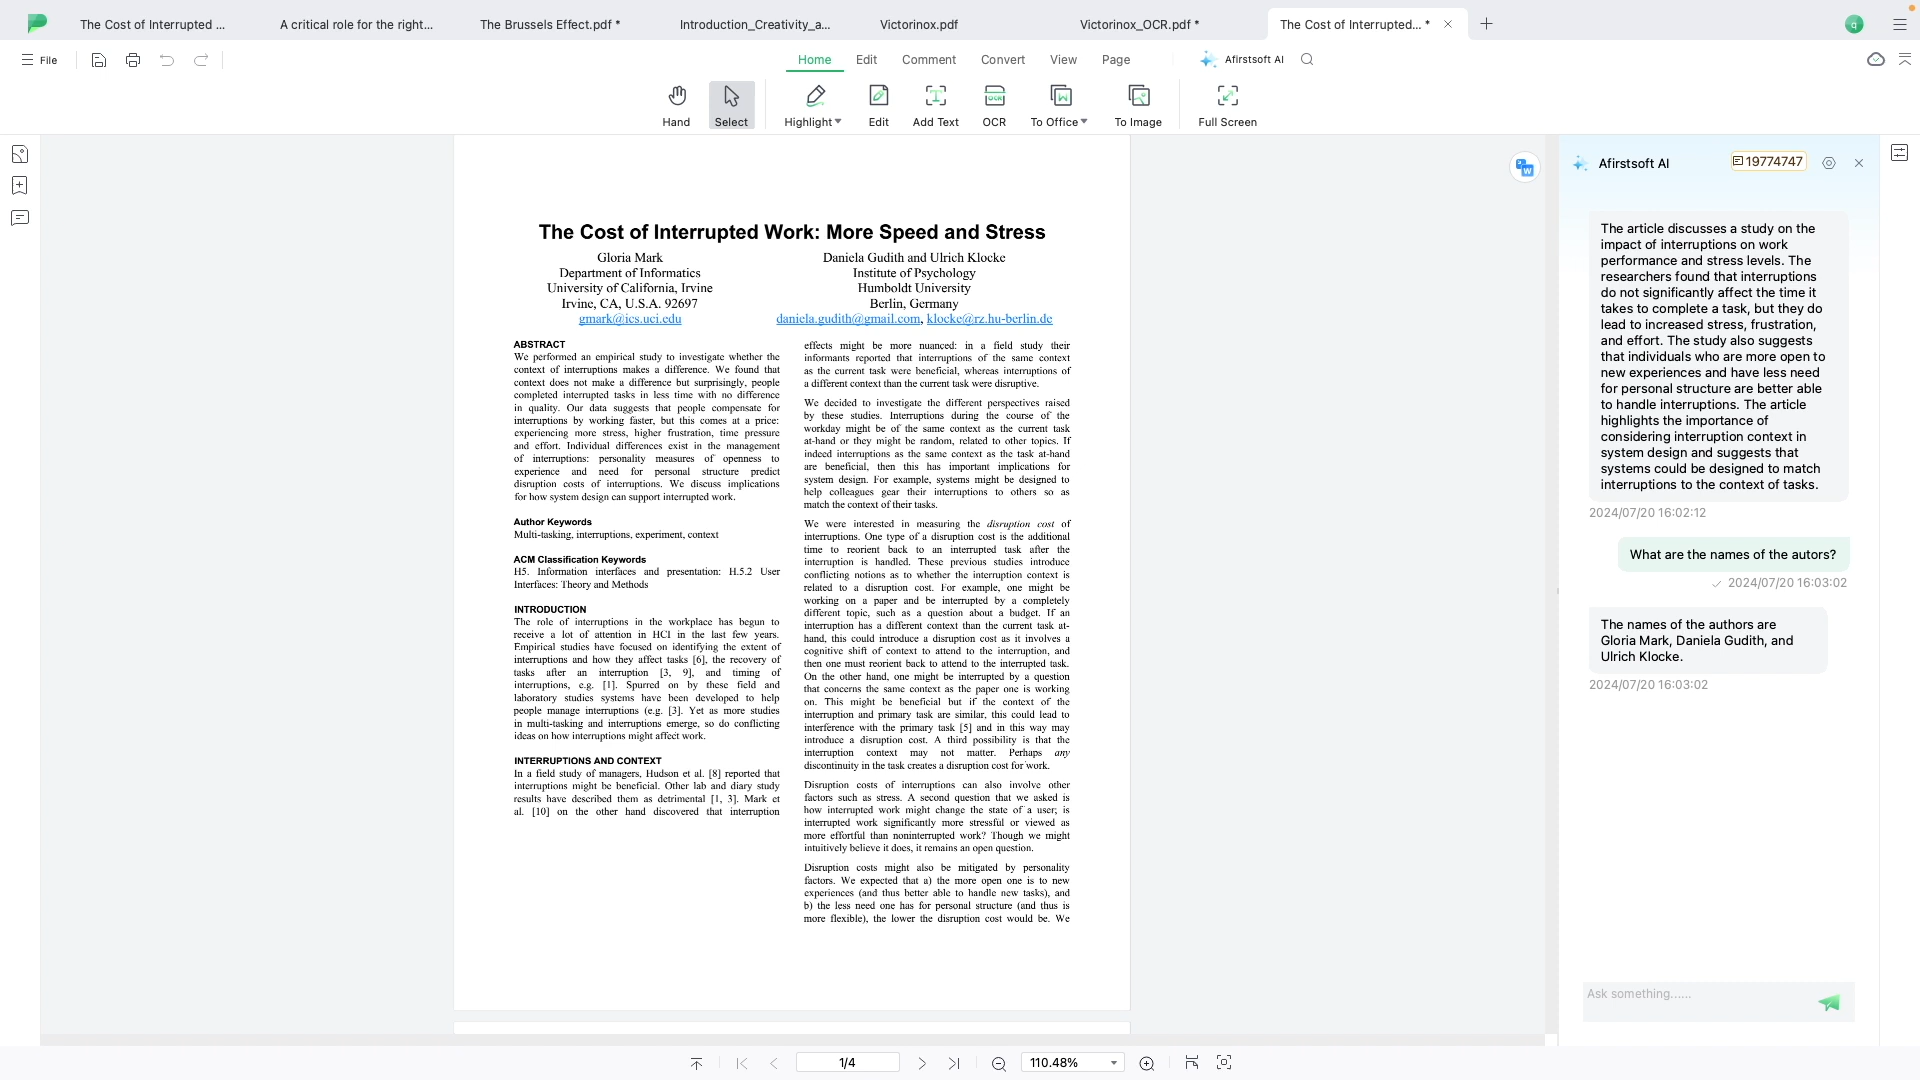 The Cost of Interrupted ...
A critical role for the right...
The Brussels Effect.pdf *
Introduction_Creativity_a...
Victorinox.pdf
Victorinox_OCR.pdf *
The Cost of Interrupted... *
g
File
Home
Edit
Comment
Convert
View
Page
Afirstsoft AI
Hand
Select
Highlight
Edit
Add Text
OCR
OCR
To Office
To Image
Full Screen
The Cost of Interrupted Work: More Speed and Stress
Gloria Mark
Department of Informatics
University of California, Irvine
Irvine, CA, U.S.A. 92697
gmark@ics.uci.edu
Daniela Gudith and Ulrich Klocke
Institute of Psychology
Humboldt University
Berlin, Germany
daniela.gudith@gmail.com, klocke@rz.hu-berlin.de
ABSTRACT
We performed an empirical study to investigate whether the
context of interruptions makes a difference. We found that
context does not make a difference but surprisingly, people
completed interrupted tasks in less time with no difference
in quality. Our data suggests that people compensate for
interruptions by working faster, but this comes at a price:
experiencing more stress, higher frustration, time pressure
and effort. Individual differences exist in the management
of interruptions: personality measures of openness to
experience and need for personal structure predict
disruption costs of interruptions. We discuss implications
for how system design can support interrupted work.
Author Keywords
Multi-tasking, interruptions, experiment, context
ACM Classification Keywords
H5. Information interfaces and presentation: H.5.2 User
Interfaces: Theory and Methods
INTRODUCTION
The role of interruptions in the workplace has begun to
receive a lot of attention in HCI in the last few years.
Empirical studies have focused on identifying the extent of
interruptions and how they affect tasks [6], the recovery of
tasks after an interruption [3, 9], and timing of
interruptions, e.g. [1]. Spurred on by these field and
laboratory studies systems have been developed to help
people manage interruptions (e.g. [3]. Yet as more studies
in multi-tasking and interruptions emerge, so do conflicting
ideas on how interruptions might affect work.
INTERRUPTIONS AND CONTEXT
In a field study of managers, Hudson et al. [8] reported that
interruptions might be beneficial. Other lab and diary study
results have described them as detrimental [1, 3]. Mark et
al. [10] on the other hand discovered that interruption
effects might be more nuanced: in a field study their
informants reported that interruptions of the same context
as the current task were beneficial, whereas interruptions of
a different context than the current task were disruptive.
We decided to investigate the different perspectives raised
by these studies. Interruptions during the course of the
workday might be of the same context as the current task
at-hand or they might be random, related to other topics. If
indeed interruptions as the same context as the task at-hand
are beneficial, then this has important implications for
system design. For example, systems might be designed to
help colleagues gear their interruptions to others so as
match the context of their tasks.
We were interested in measuring the disruption cost of
interruptions. One type of a disruption cost is the additional
time to reorient back to an interrupted task after the
interruption is handled. These previous studies introduce
conflicting notions as to whether the interruption context is
related to a disruption cost. For example, one might be
working on a paper and be interrupted by a completely
different topic, such as a question about a budget. If an
interruption has a different context than the current task at-
hand, this could introduce a disruption cost as it involves a
cognitive shift of context to attend to the interruption, and
then one must reorient back to attend to the interrupted task.
On the other hand, one might be interrupted by a question
that concerns the same context as the paper one is working
on. This might be beneficial but if the context of the
interruption and primary task are similar, this could lead to
interference with the primary task [5] and in this way may
introduce a disruption cost. A third possibility is that the
interruption context may not matter. Perhaps any
discontinuity in the task creates a disruption cost for work.
Disruption costs of interruptions can also involve other
factors such as stress. A second question that we asked is
how interrupted work might change the state of a user; is
interrupted work significantly more stressful or viewed as
more effortful than noninterrupted work? Though we might
intuitively believe it does, it remains an open question.
Disruption costs might also be mitigated by personality
factors. We expected that a) the more open one is to new
experiences (and thus better able to handle new tasks), and
b) the less need one has for personal structure (and thus is
more flexible), the lower the disruption cost would be. We
W
Afirstsoft AI
19774747
The article discusses a study on the
impact of interruptions on work
performance and stress levels. The
researchers found that interruptions
do not significantly affect the time it
takes to complete a task, but they do
lead to increased stress, frustration,
and effort. The study also suggests
that individuals who are more open to
new experiences and have less need
for personal structure are better able
to handle interruptions. The article
highlights the importance of
considering interruption context in
system design and suggests that
systems could be designed to match
interruptions to the context of tasks.
2024/07/20 16:02:12
What are the names of the autors?
2024/07/20 16:03:02
The names of the authors are
Gloria Mark, Daniela Gudith, and
Ulrich Klocke.
2024/07/20 16:03:02
Ask something......
1/4
110.48%